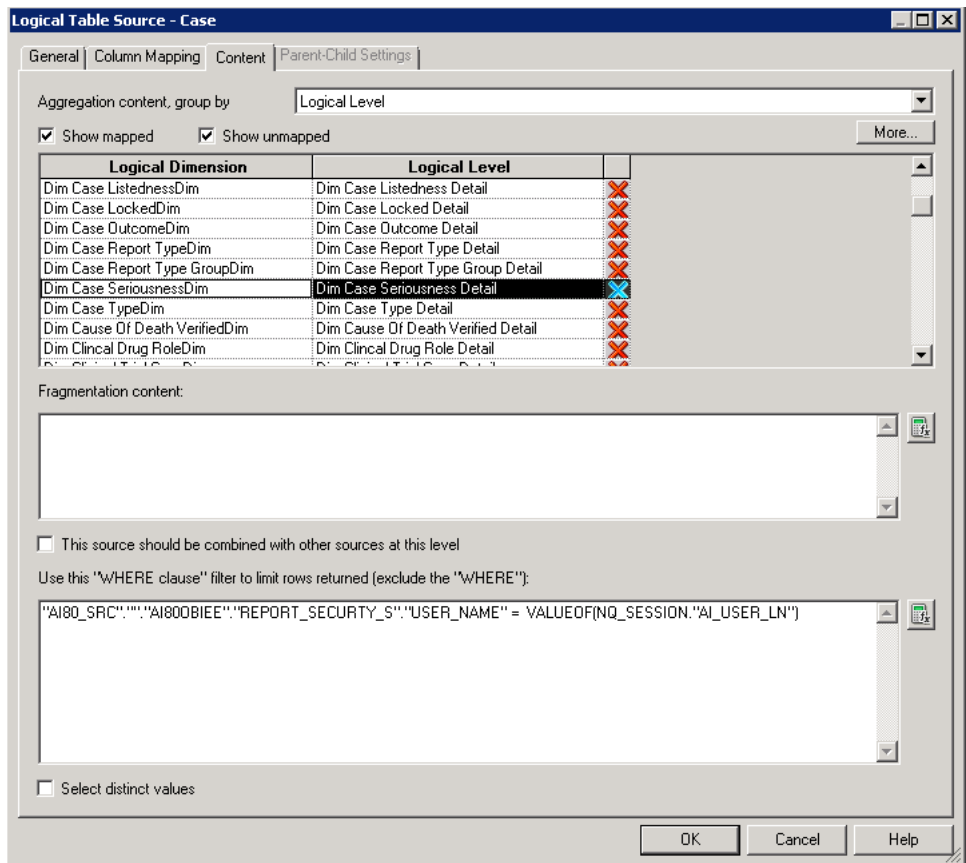 Logical Table Source - Case
General Column Mapping Content Parent-Child Settings
Aggregation content, group by Logical Level
Show mapped Show unmapped More...
Logical Dimension Logical Level
Dim Case ListednessDim Dim Case Listedness Detail
Dim Case LockedDim Dim Case Locked Detail
Dim Case OutcomeDim Dim Case Outcome Detail
Dim Case Report TypeDim Dim Case Report Type Detail
Dim Case Report Type GroupDim Dim Case Report Type Group Detail
Dim Case SeriousnessDim Dim Case Seriousness Detail
Dim Case TypeDim Dim Case Type Detail
Dim Cause Of Death VerifiedDim Dim Cause Of Death Verified Detail
Dim Clincal Drug RoleDim Dim Clincal Drug Role Detail
Fragmentation content:
This source should be combined with other sources at this level
Use this "WHERE clause" filter to limit rows returned (exclude the "WHERE"):
"AI80_SRC".""."AI80OBIEE"."REPORT_SECURTY_S"."USER_NAME" = VALUEOF(NQ_SESSION."AI_USER_LN")
Select distinct values
OK Cancel Help